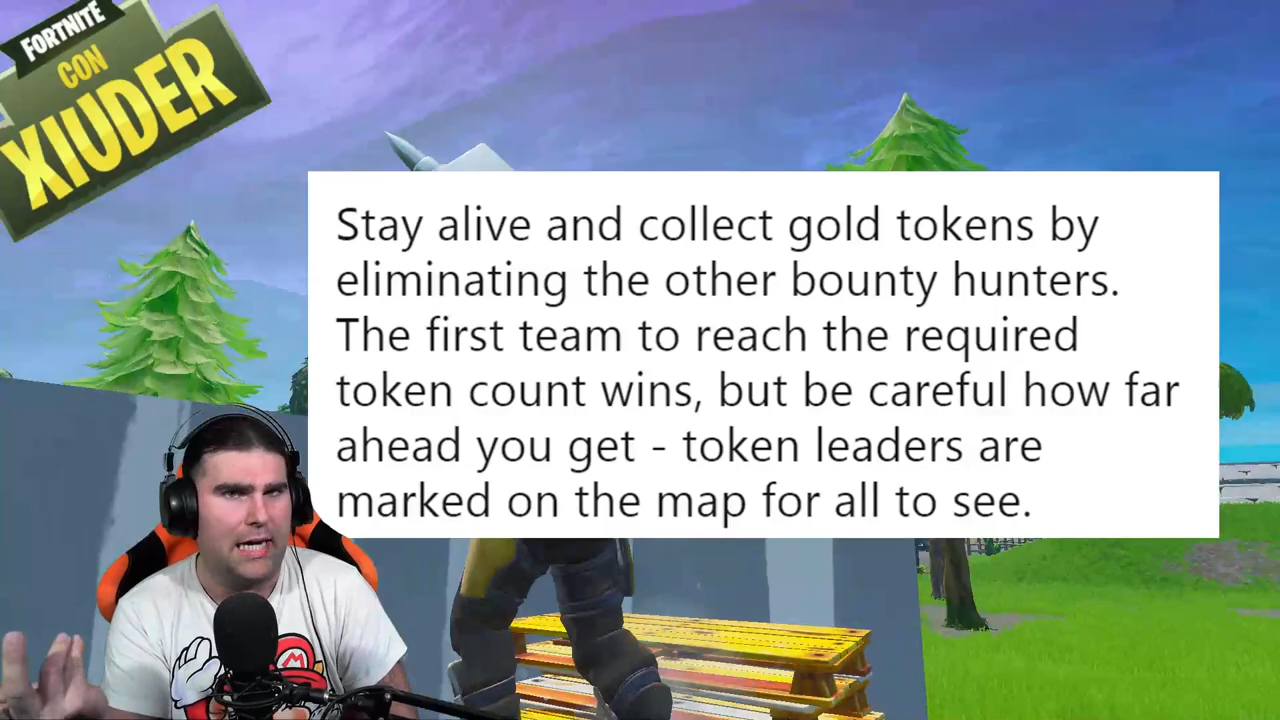 FORTNITE
CON
XIUDER
Stay alive and collect gold tokens by
eliminating the other bounty hunters.
The first team to reach the required
token count wins, but be careful how far
ahead you get - token leaders are
marked on the map for all to see.
M